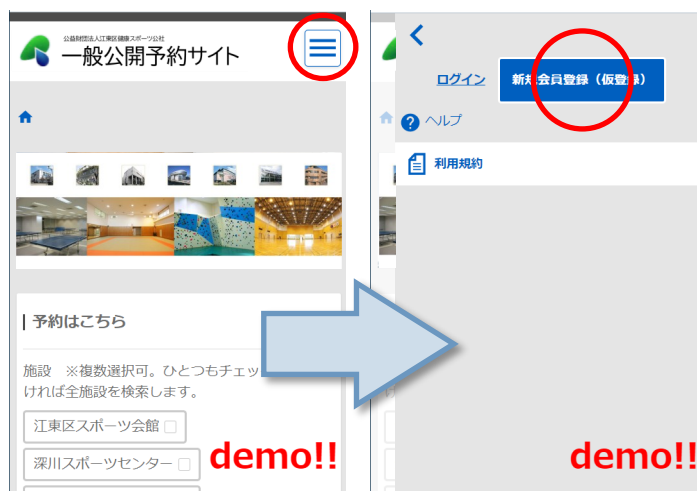 公益財団法人江東区健康スポーツ公社
一般公開予約サイト
予約はこちら
施設 ※複数選択可。ひとつもチェッ
ければ全施設を検索します。
江東区スポーツ会館
深川スポーツセンター
demo!!
ログイン
新規会員登録（仮登録）
ヘルプ
利用規約
demo!!